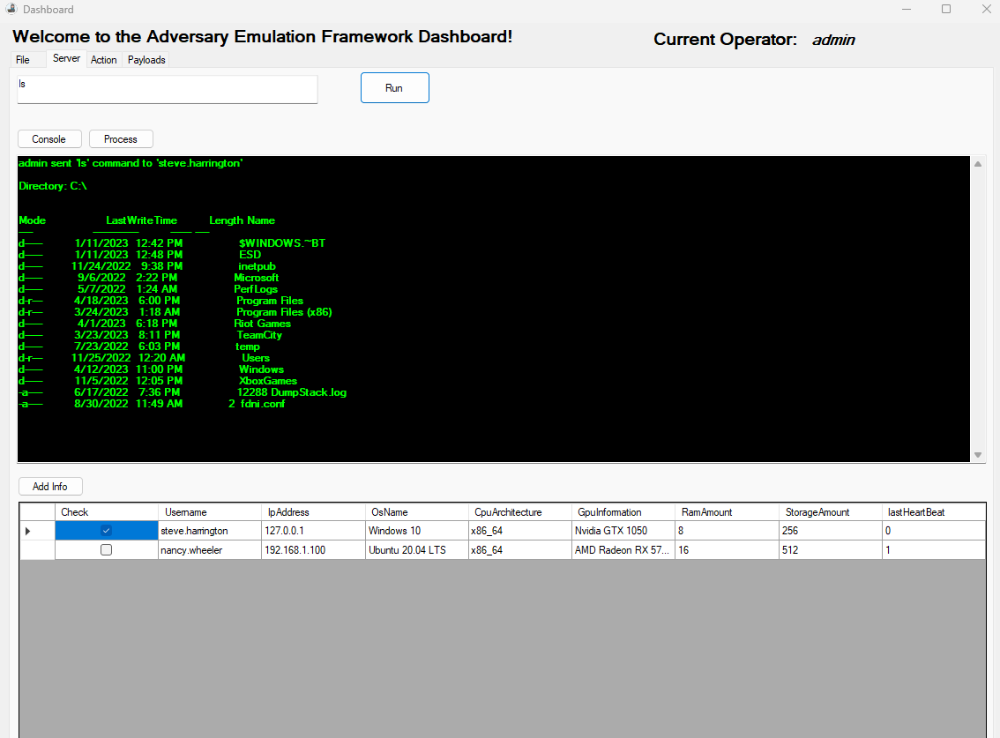 Dashboard
Welcome to the Adversary Emulation Framework Dashboard!
Current Operator: admin
File Server Action Payloads
ls
Run
Console Process
admin sent 'ls' command to 'steve.harrington'
Directory: C:\
Mode LastWriteTime Length Name
d---- 1/11/2023 12:42 PM $WINDOWS.~BT
d---- 1/11/2023 12:48 PM ESD
d---- 11/24/2022 9:38 PM inetpub
d---- 9/6/2022 2:22 PM Microsoft
d---- 5/7/2022 1:24 AM PerfLogs
d-r-- 4/18/2023 6:00 PM Program Files
d-r-- 3/24/2023 1:18 AM Program Files (x86)
d---- 4/1/2023 6:18 PM Riot Games
d---- 3/23/2023 8:11 PM TeamCity
d---- 7/23/2022 6:03 PM temp
d-r-- 11/25/2022 12:20 AM Users
d---- 4/12/2023 11:00 PM Windows
d---- 11/5/2022 12:05 PM XboxGames
-a--- 6/17/2022 7:36 PM 12288 DumpStack.log
-a--- 8/30/2022 11:49 AM 2 fdni.conf
Add Info
Check Username IpAddress OsName CpuArchitecture GpuInformation RamAmount StorageAmount lastHeartBeat
steve.harrington 127.0.0.1 Windows 10 x86_64 Nvidia GTX 1050 8 256 0
nancy.wheeler 192.168.1.100 Ubuntu 20.04 LTS x86_64 AMD Radeon RX 57... 16 512 1